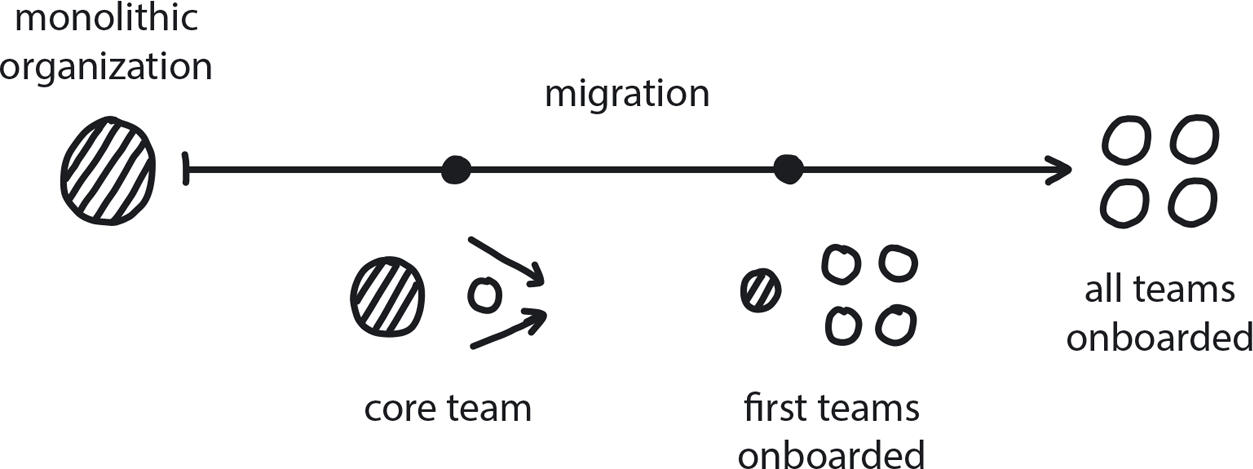 monolithic
organization
migration
core team
first teams
onboarded
all teams
onboarded